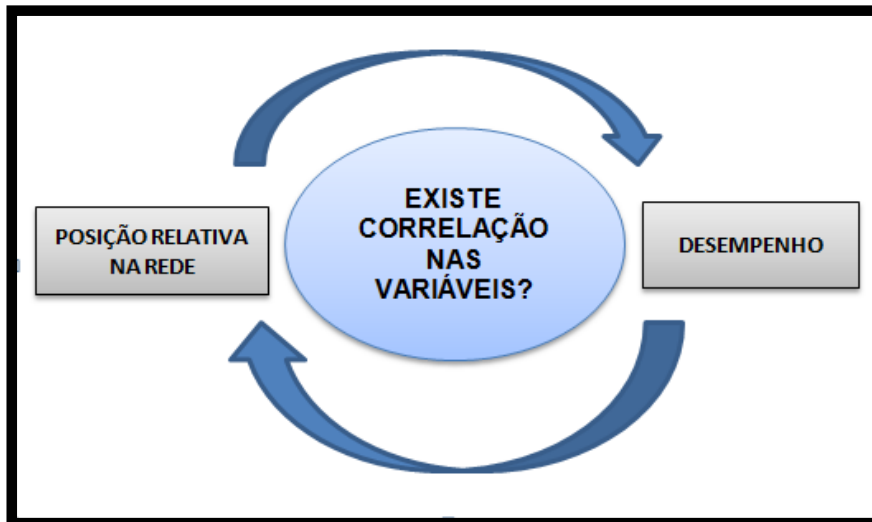 EXISTE
CORRELAÇÃO
NAS
VARIÁVEIS?
POSIÇÃO RELATIVA
NA REDE
DESEMPENHO